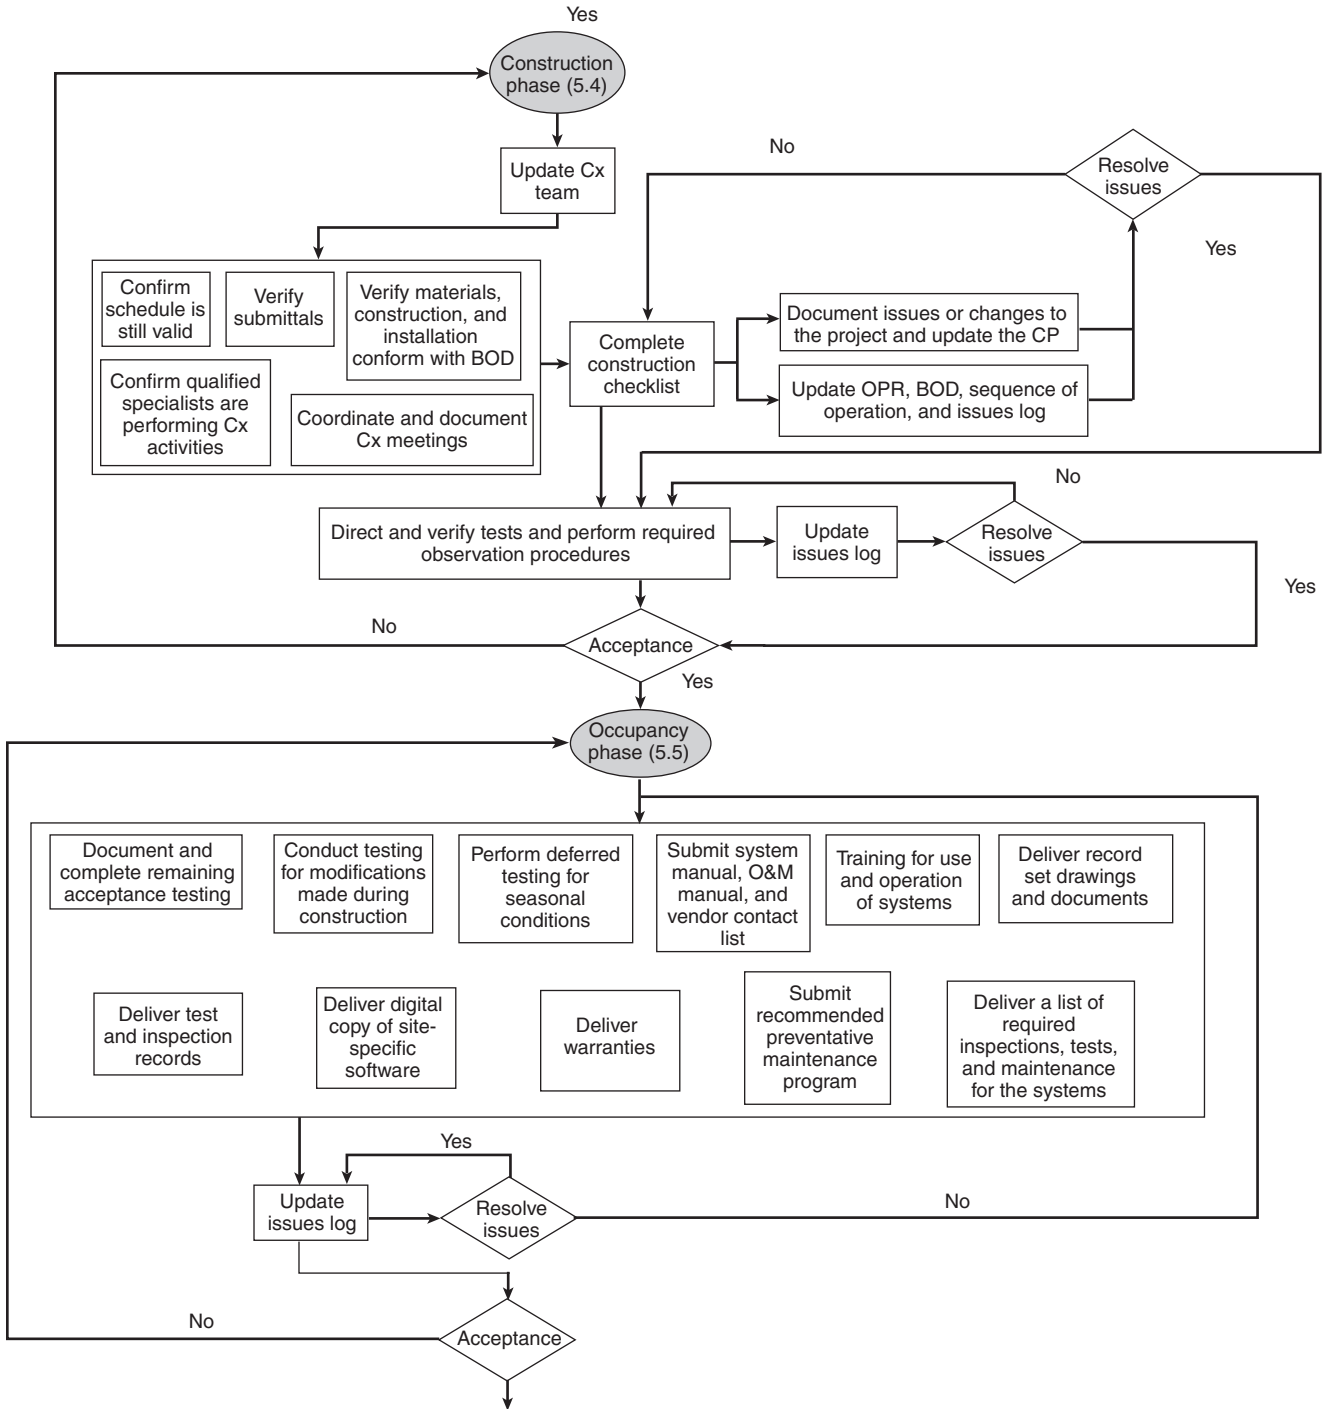 Yes
Construction
phase (5.4)
Update Cx
team
No
Resolve
issues
Yes
Confirm
schedule is
still valid
Verify
submittals
Verify materials,
construction, and
installation
conform with BOD
Confirm qualified
specialists are
performing Cx
activities
Coordinate and document
Cx meetings
Complete
construction
checklist
Document issues or changes to
the project and update the CP
Update OPR, BOD, sequence of
operation, and issues log
No
Direct and verify tests and perform required
observation procedures
Update
issues log
Resolve
issues
Yes
No
Acceptance
Yes
Occupancy
phase (5.5)
Document and
complete remaining
acceptance testing
Conduct testing
for modifications
made during
construction
Perform deferred
testing for
seasonal
conditions
Submit system
manual, O&M
manual, and
vendor contact
list
Training for use
and operation
of systems
Deliver record
set drawings
and documents
Deliver test
and inspection
records
Deliver digital
copy of site-
specific
software
Deliver
warranties
Submit
recommended
preventative
maintenance
program
Deliver a list of
required
inspections, tests,
and maintenance
for the systems
Yes
Update
issues log
Resolve
issues
No
No
Acceptance